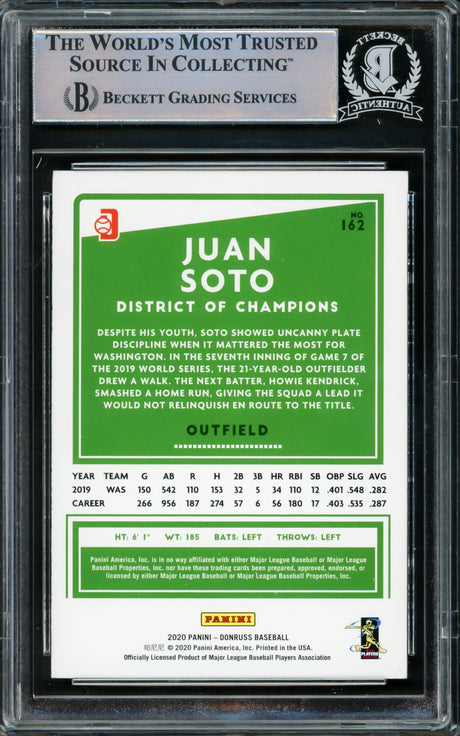 THE WORLD'S MOST TRUSTED
SOURCE IN COLLECTING™
B BECKETT GRADING SERVICES
AUTHENTIC
NO.
162
JUAN
SOTO
DISTRICT OF CHAMPIONS
DESPITE HIS YOUTH, SOTO SHOWED UNCANNY PLATE
DISCIPLINE WHEN IT MATTERED THE MOST FOR
WASHINGTON. IN THE SEVENTH INNING OF GAME 7 OF
THE 2019 WORLD SERIES, THE 21-YEAR-OLD OUTFIELDER
DREW A WALK. THE NEXT BATTER, HOWIE KENDRICK,
SMASHED A HOME RUN, GIVING THE SQUAD A LEAD IT
WOULD NOT RELINQUISH EN ROUTE TO THE TITLE.
OUTFIELD
YEAR TEAM G AB R H 2B 3B HR RBI SB OBP SLG AVG
2019 WAS 150 542 110 153 32 5 34 110 12 .401 .548 .282
CAREER 266 956 187 274 57 6 56 180 17 .403 .535 .287
HT: 6' 1" WT: 185 BATS: LEFT THROWS: LEFT
Panini America, Inc. is in no way affiliated with either Major League Baseball or Major League
Baseball Properties, Inc. nor have these trading cards been prepared, approved, endorsed, or
licensed by either Major League Baseball or Major League Baseball Properties, Inc.
PANINI
2020 PANINI – DONRUSS BASEBALL
帕尼尼 © 2020 Panini America, Inc. Printed in the USA.
Officially Licensed Product of Major League Baseball Players Association
PLAYERS